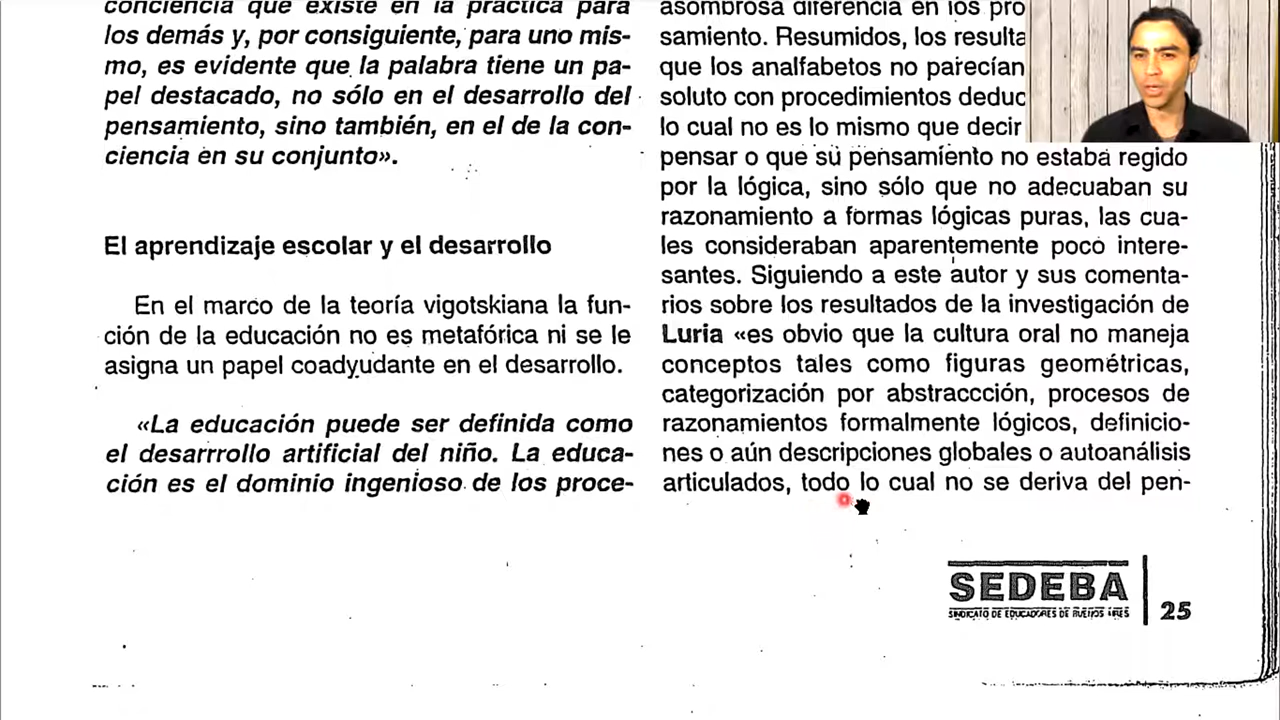 conciencia que existe en la práctica para
los demás y, por consiguiente, para uno mis-
mo, es evidente que la palabra tiene un pa-
pel destacado, no sólo en el desarrollo del
pensamiento, sino también, en el de la con-
ciencia en su conjunto».
El aprendizaje escolar y el desarrollo
En el marco de la teoría vigotskiana la fun-
ción de la educación no es metafórica ni se le
asigna un papel coadyudante en el desarrollo.
«La educación puede ser definida como
el desarrrollo artificial del niño. La educa-
ción es el dominio ingenioso de los proce-
asombrosa diferencia en los pro
samiento. Resumidos, los resulta
que los analfabetos no parecían
soluto con procedimientos deduc
lo cual no es lo mismo que decir
pensar o que su pensamiento no estaba regido
por la lógica, sino sólo que no adecuaban su
razonamiento a formas lógicas puras, las cua-
les consideraban aparentemente poco intere-
santes. Siguiendo a este autor y sus comenta-
rios sobre los resultados de la investigación de
Luria «es obvio que la cultura oral no maneja
conceptos tales como figuras geométricas,
categorización por abstraccción, procesos de
razonamientos formalmente lógicos, definicio-
nes o aún descripciones globales o autoanálisis
articulados, todo lo cual no se deriva del pen-
SEDEBA
SINDICATO DE EDUCADORES DE BUENOS AIRES
25